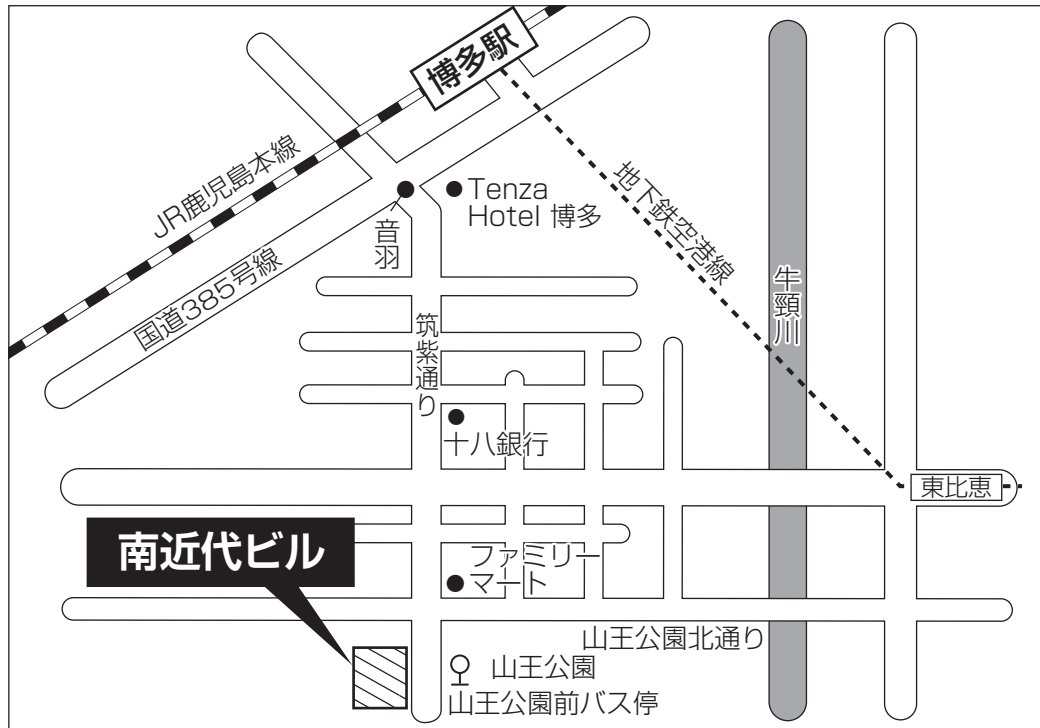 博多駅
JR鹿児島本線
Tenza
Hotel 博多
音羽
地下鉄空港線
国道385号線
牛頸川
筑紫通り
十八銀行
東比恵
南近代ビル
ファミリー
マート
山王公園北通り
山王公園
山王公園前バス停